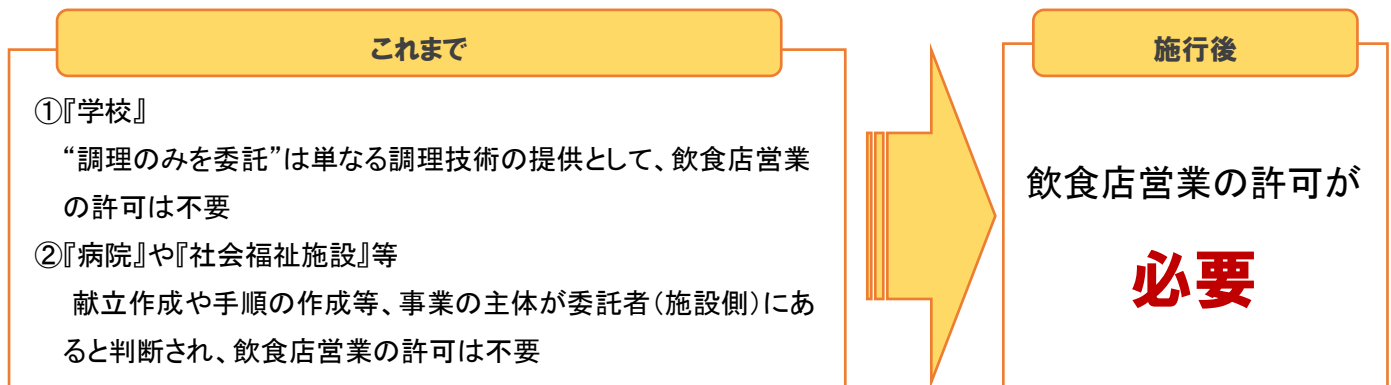 これまで
①『学校』
“調理のみを委託”は単なる調理技術の提供として、飲食店営業
の許可は不要
②『病院』や『社会福祉施設』等
献立作成や手順の作成等、事業の主体が委託者(施設側)にあ
ると判断され、飲食店営業の許可は不要
施行後
飲食店営業の許可が
必要